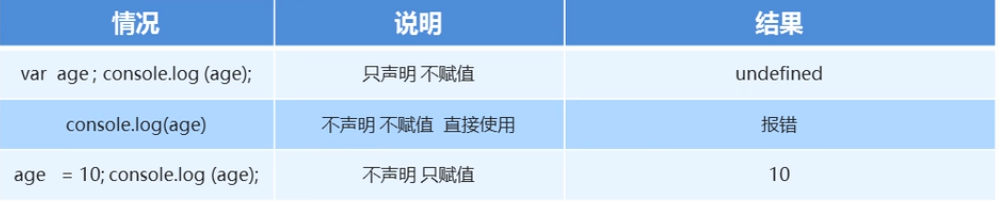 情况 说明 结果
var age ; console.log (age); 只声明 不赋值 undefined
console.log(age) 不声明 不赋值 直接使用 报错
age = 10; console.log (age); 不声明 只赋值 10